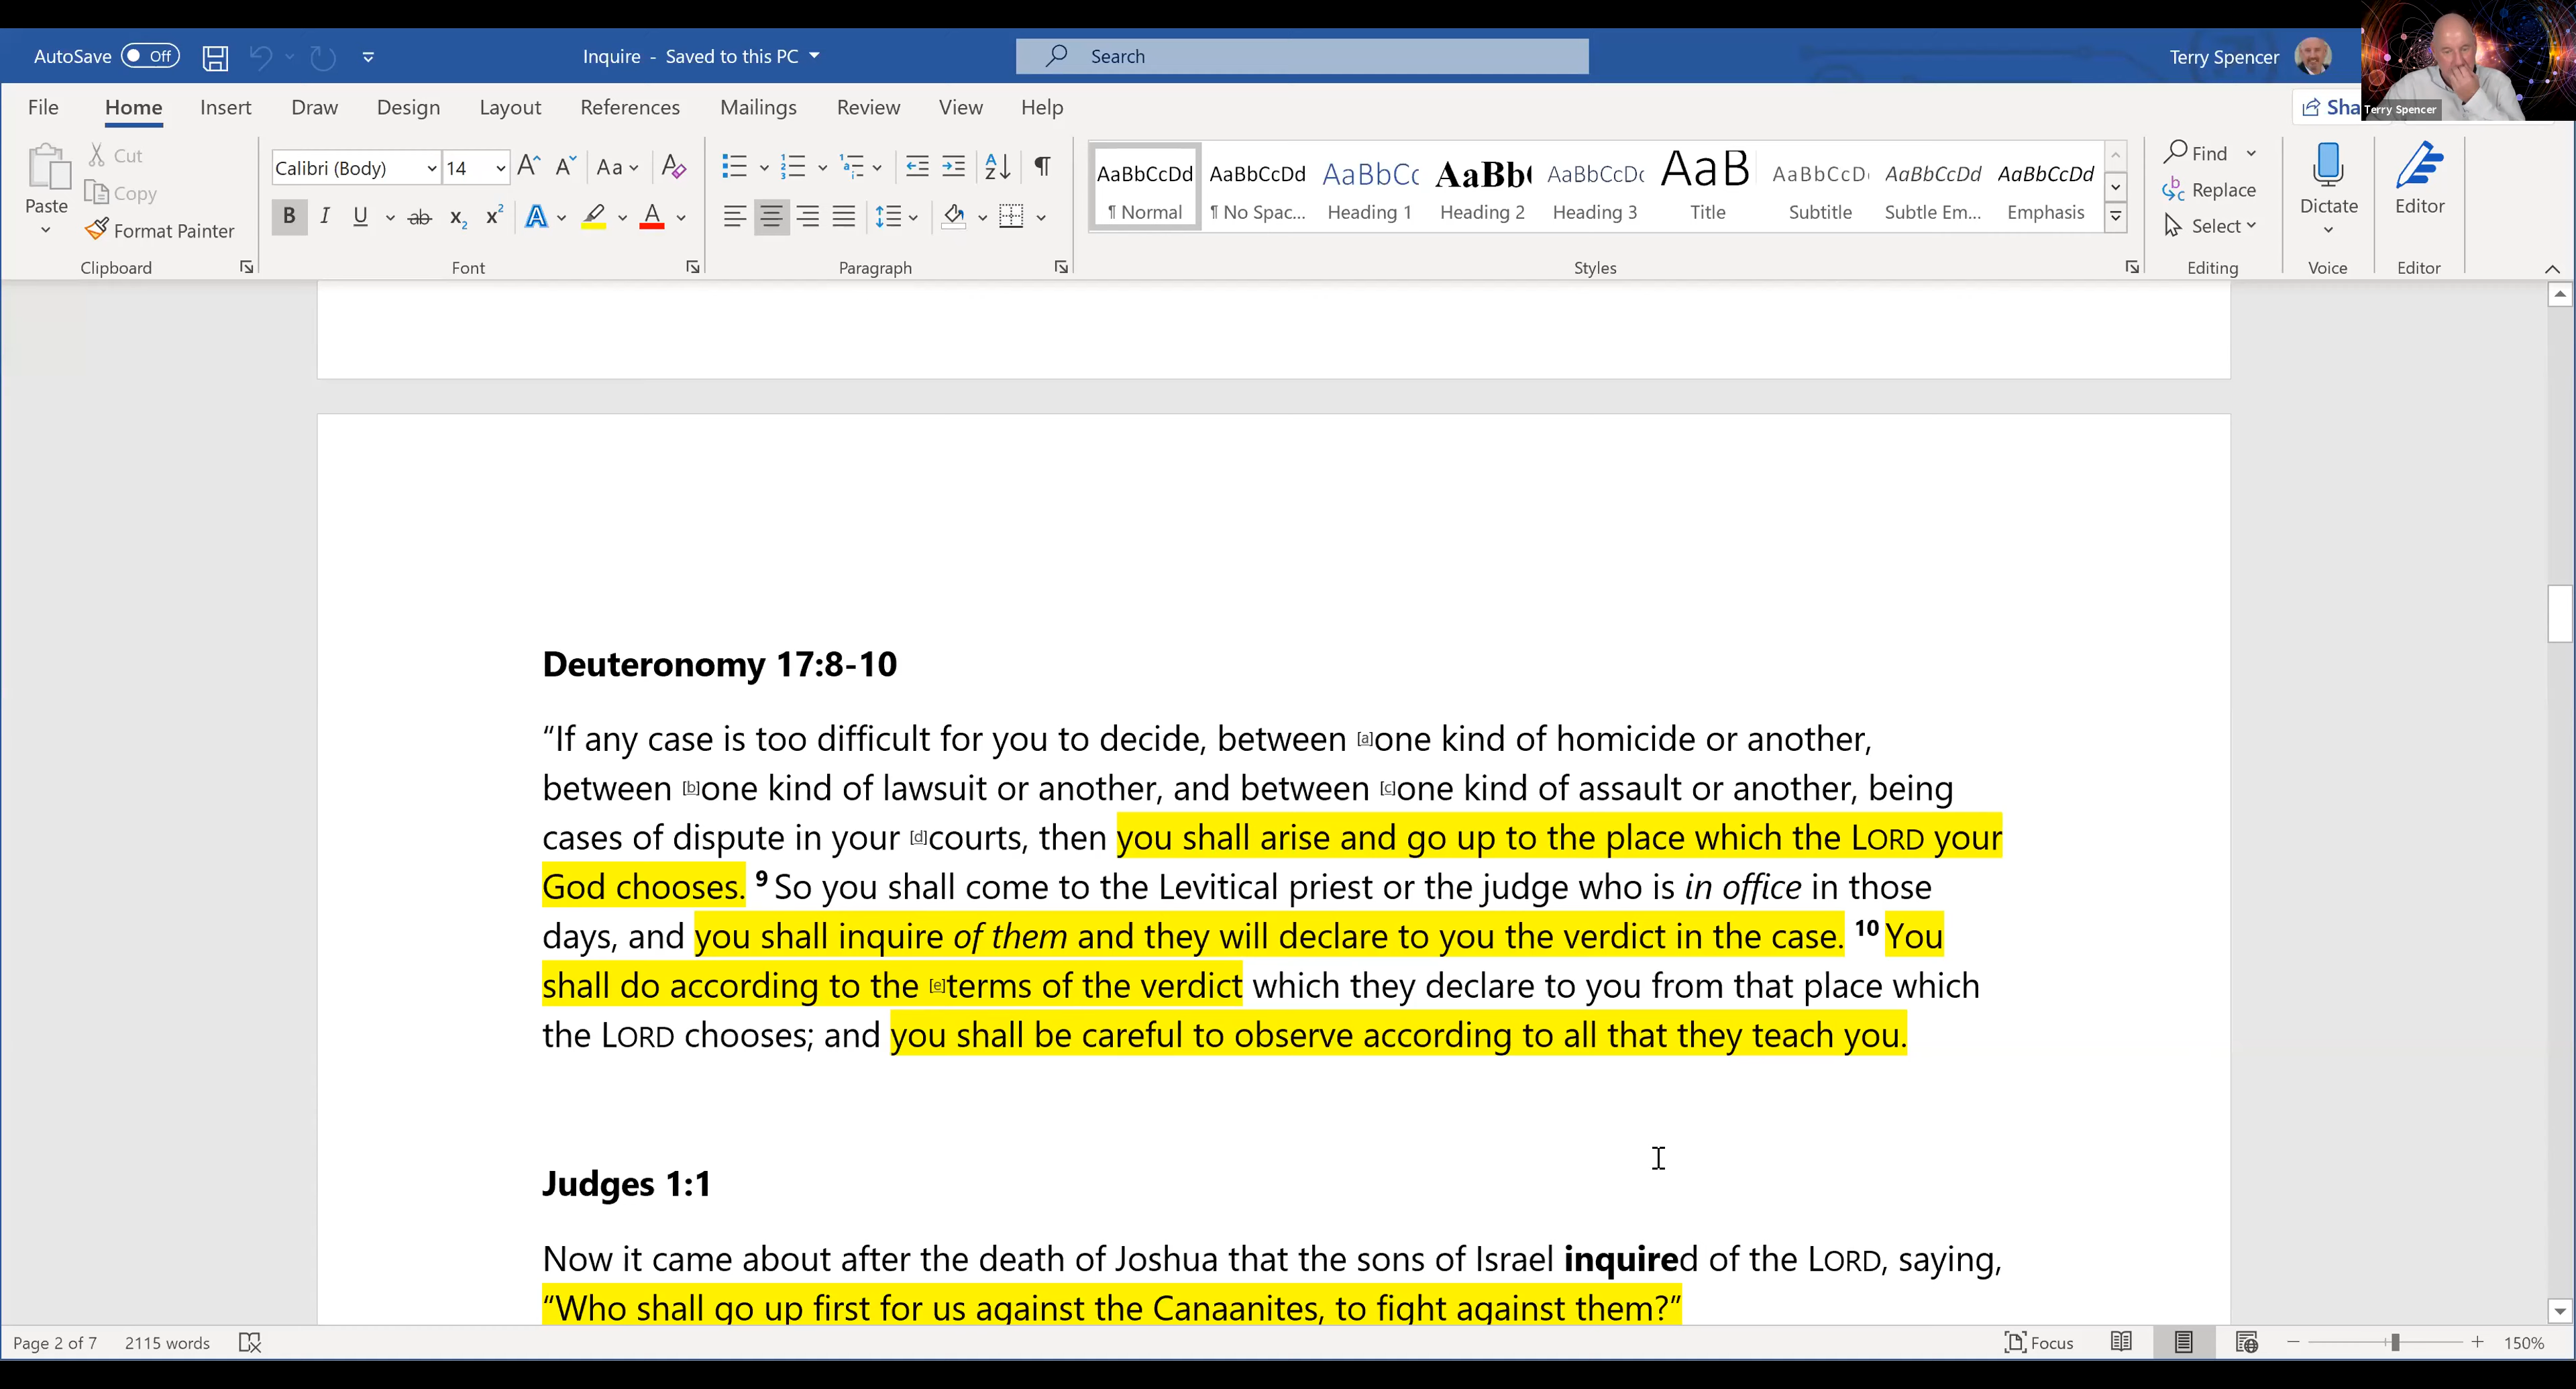 AutoSave Off
Inquire - Saved to this PC
Search
Terry Spencer
Terry Spencer
File Home Insert Draw Design Layout References Mailings Review View Help
Sha
Paste
Cut
Copy
Format Painter
Clipboard
Calibri (Body) 14
Font
Paragraph
AaBbCcDd AaBbCcDd AaBbCc AaBb AaBbCcDc AaB AaBbCcD AaBbCcDd AaBbCcDd
¶ Normal ¶ No Spac... Heading 1 Heading 2 Heading 3 Title Subtitle Subtle Em... Emphasis
Styles
Find
Replace
Select
Editing
Dictate
Voice
Editor
Editor
Deuteronomy 17:8-10
“If any case is too difficult for you to decide, between [a]one kind of homicide or another,
between [b]one kind of lawsuit or another, and between [c]one kind of assault or another, being
cases of dispute in your [d]courts, then you shall arise and go up to the place which the LORD your
God chooses. 9 So you shall come to the Levitical priest or the judge who is in office in those
days, and you shall inquire of them and they will declare to you the verdict in the case. 10 You
shall do according to the [e]terms of the verdict which they declare to you from that place which
the LORD chooses; and you shall be careful to observe according to all that they teach you.
Judges 1:1
Now it came about after the death of Joshua that the sons of Israel inquired of the LORD, saying,
“Who shall go up first for us against the Canaanites, to fight against them?”
Page 2 of 7 2115 words
Focus
150%